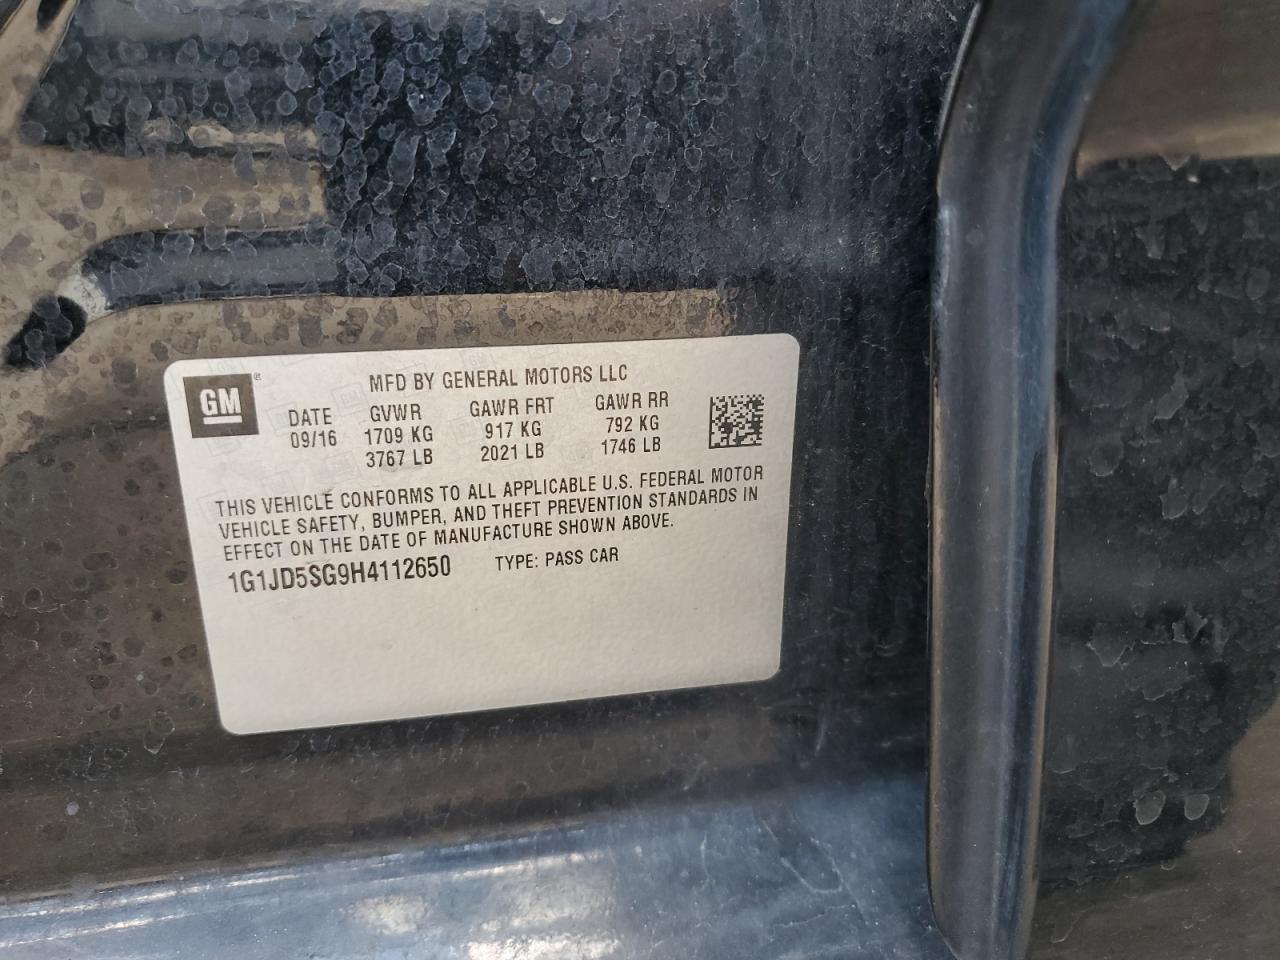 GM ®
MFD BY GENERAL MOTORS LLC
DATE GVWR GAWR FRT GAWR RR
09/16 1709 KG 917 KG 792 KG
3767 LB 2021 LB 1746 LB
THIS VEHICLE CONFORMS TO ALL APPLICABLE U.S. FEDERAL MOTOR
VEHICLE SAFETY, BUMPER, AND THEFT PREVENTION STANDARDS IN
EFFECT ON THE DATE OF MANUFACTURE SHOWN ABOVE.
1G1JD5SG9H4112650 TYPE: PASS CAR